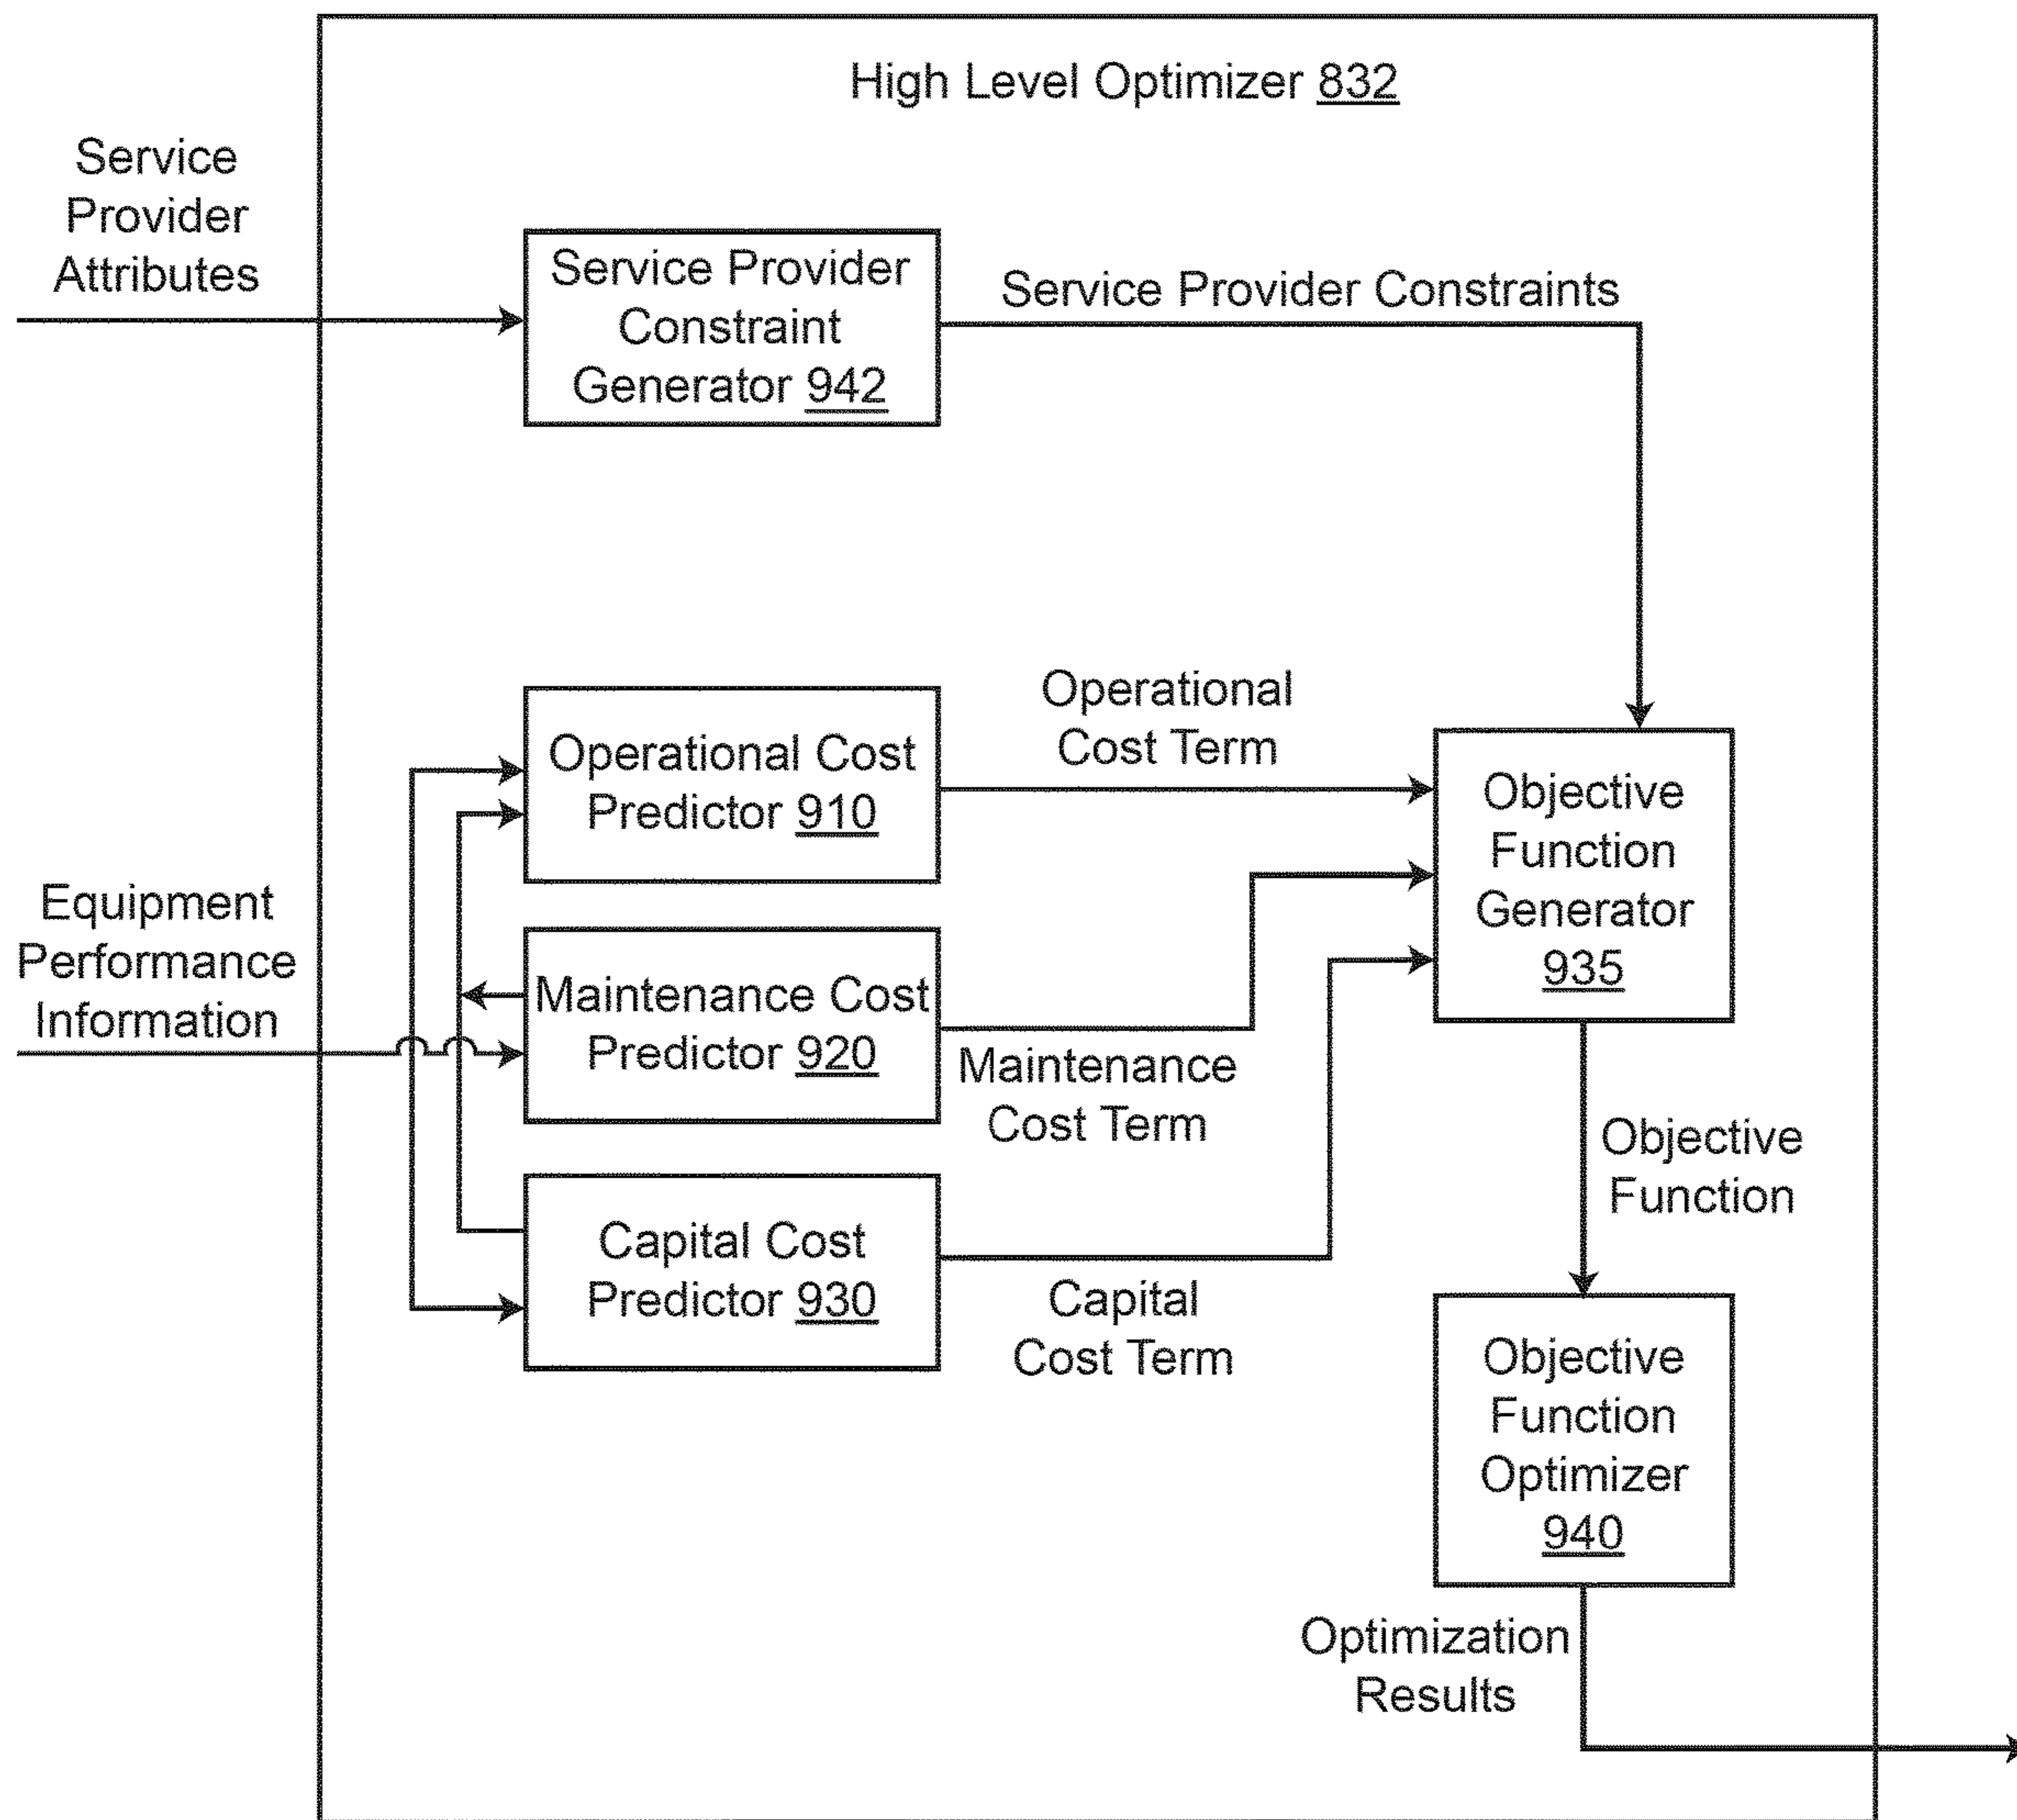 High Level Optimizer 832
Service
Provider
Attributes
Service Provider
Constraint
Generator 942
Service Provider Constraints
Operational Cost
Predictor 910
Operational
Cost Term
Objective
Function
Generator
935
Equipment
Performance
Information
Maintenance Cost
Predictor 920
Maintenance
Cost Term
Objective
Function
Capital Cost
Predictor 930
Capital
Cost Term
Objective
Function
Optimizer
940
Optimization
Results